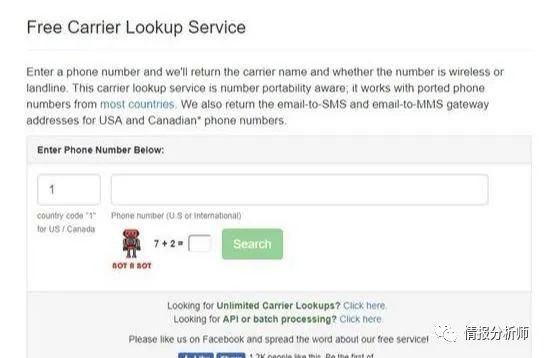 Free Carrier Lookup Service
Enter a phone number and we'll return the carrier name and whether the number is wireless or
landline. This carrier lookup service is number portability aware; it works with ported phone
numbers from most countries. We also return the email-to-SMS and email-to-MMS gateway
addresses for USA and Canadian* phone numbers.
Enter Phone Number Below:
1
country code "1"
for US / Canada
Phone number (U.S or International)
7 + 2 =
Search
BOT OR NOT
Looking for Unlimited Carrier Lookups? Click here.
Looking for API or batch processing? Click here
Please like us on Facebook and spread the word about our free service!
1.2K people like this. Be the first of
情报分析师